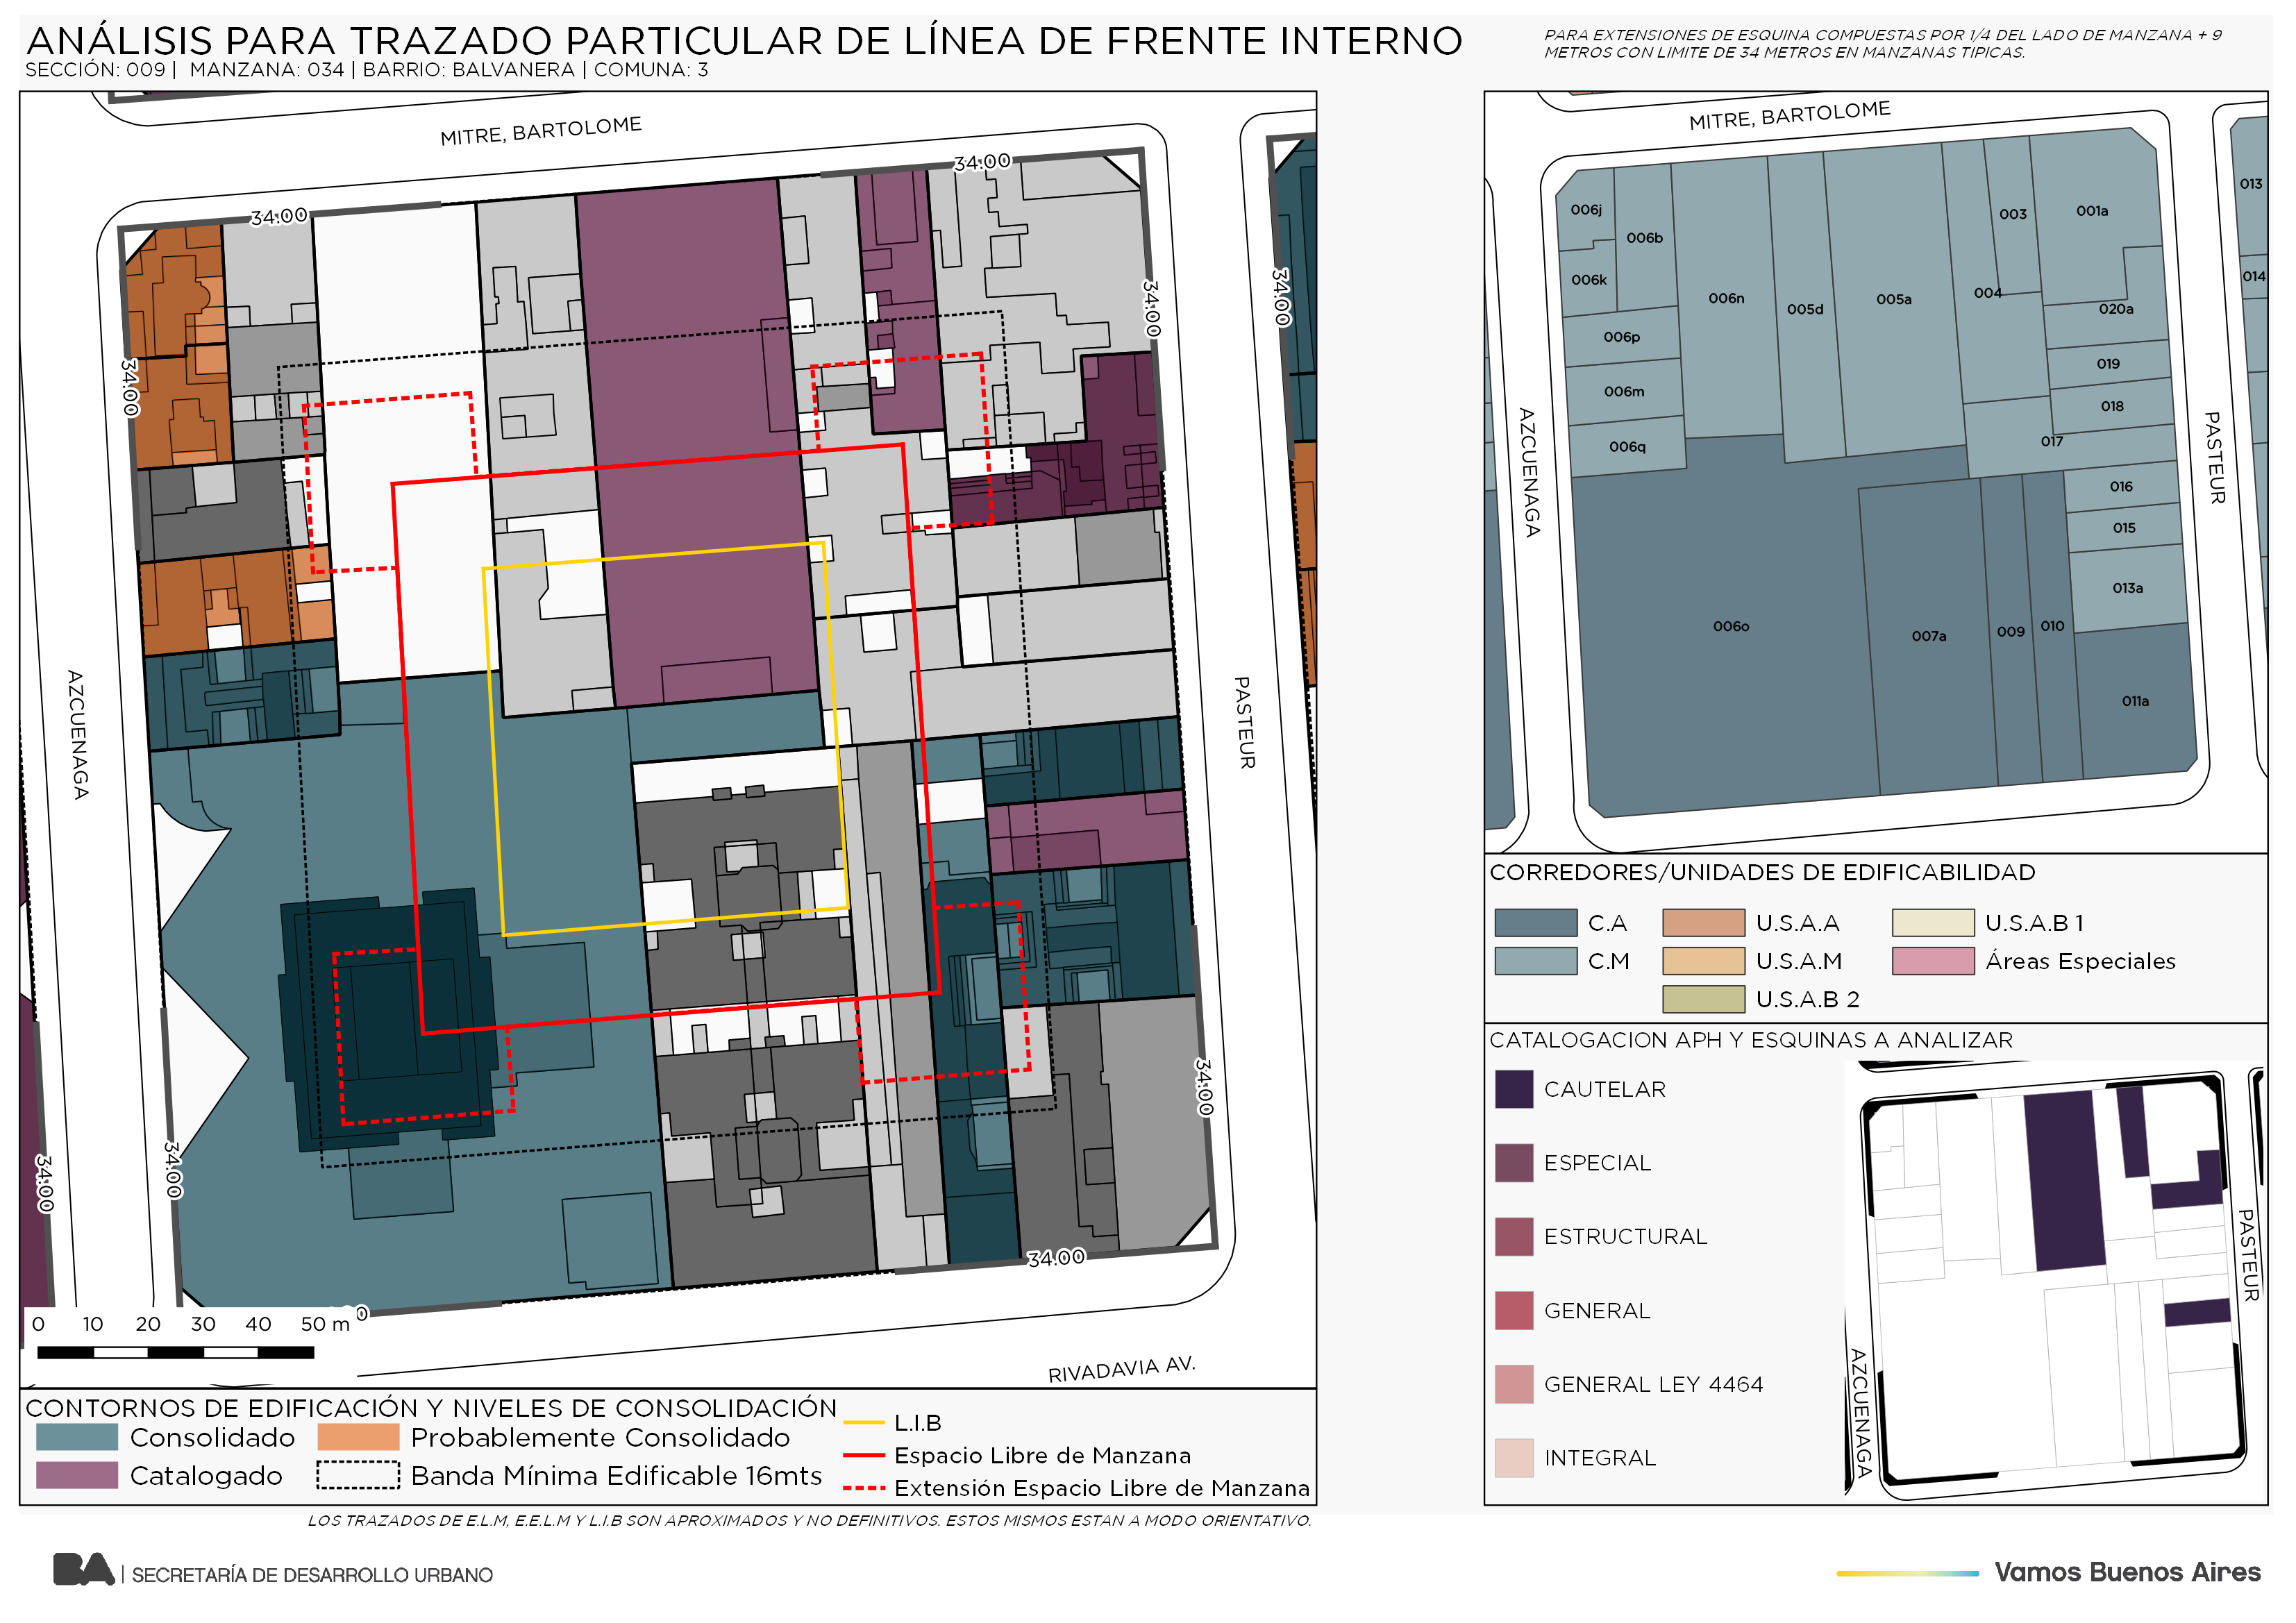 ANÁLISIS PARA TRAZADO PARTICULAR DE LÍNEA DE FRENTE INTERNO
SECCIÓN: 009 | MANZANA: 034 | BARRIO: BALVANERA | COMUNA: 3
PARA EXTENSIONES DE ESQUINA COMPUESTAS POR 1/4 DEL LADO DE MANZANA + 9
METROS CON LIMITE DE 34 METROS EN MANZANAS TIPICAS.
MITRE, BARTOLOME
34.00
34.00
34.00
34.00
34.00
AZCUENAGA
PASTEUR
34.00
34.00
34.00
34.00
0
RIVADAVIA AV.
0 10 20 30 40 50 m
CONTORNOS DE EDIFICACIÓN Y NIVELES DE CONSOLIDACIÓN
Consolidado
Probablemente Consolidado
Catalogado
Banda Mínima Edificable 16mts
L.I.B
Espacio Libre de Manzana
Extensión Espacio Libre de Manzana
MITRE, BARTOLOME
013
006j
006b
003
001a
014
006k
006n
005d
005a
004
020a
006p
019
006m
018
006q
017
AZCUENAGA
PASTEUR
016
015
013a
006o
007a
009
010
011a
CORREDORES/UNIDADES DE EDIFICABILIDAD
C.A
U.S.A.A
U.S.A.B 1
C.M
U.S.A.M
Áreas Especiales
U.S.A.B 2
CATALOGACION APH Y ESQUINAS A ANALIZAR
CAUTELAR
ESPECIAL
ESTRUCTURAL
GENERAL
GENERAL LEY 4464
INTEGRAL
PASTEUR
AZCUENAGA
LOS TRAZADOS DE E.L.M, E.E.L.M Y L.I.B SON APROXIMADOS Y NO DEFINITIVOS. ESTOS MISMOS ESTAN A MODO ORIENTATIVO.
BA | SECRETARÍA DE DESARROLLO URBANO
Vamos Buenos Aires